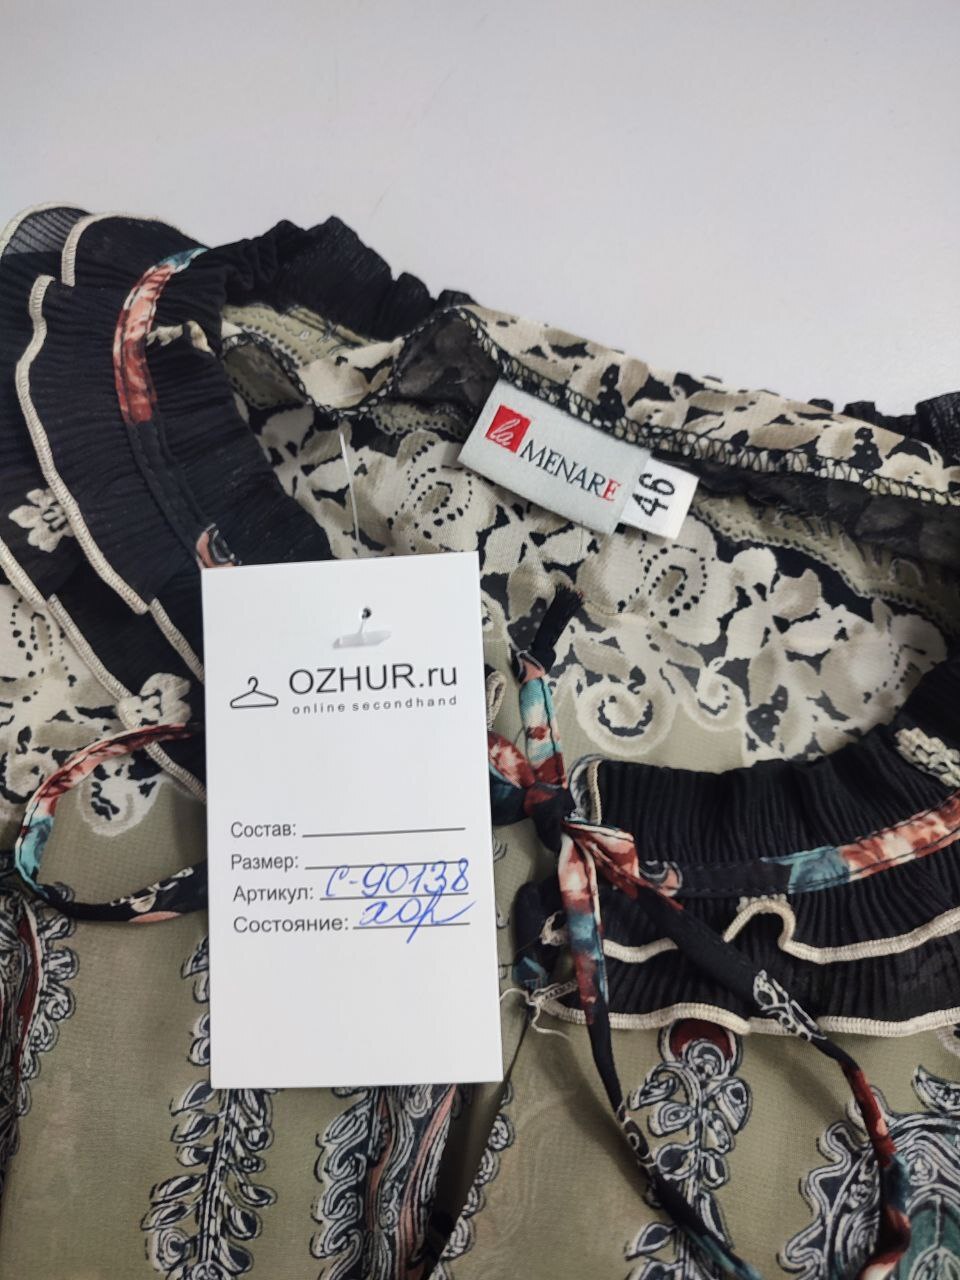 la
MENARE
46
OZHUR.ru
online secondhand
Состав:
Размер:
Артикул: С-90138
Состояние: хор